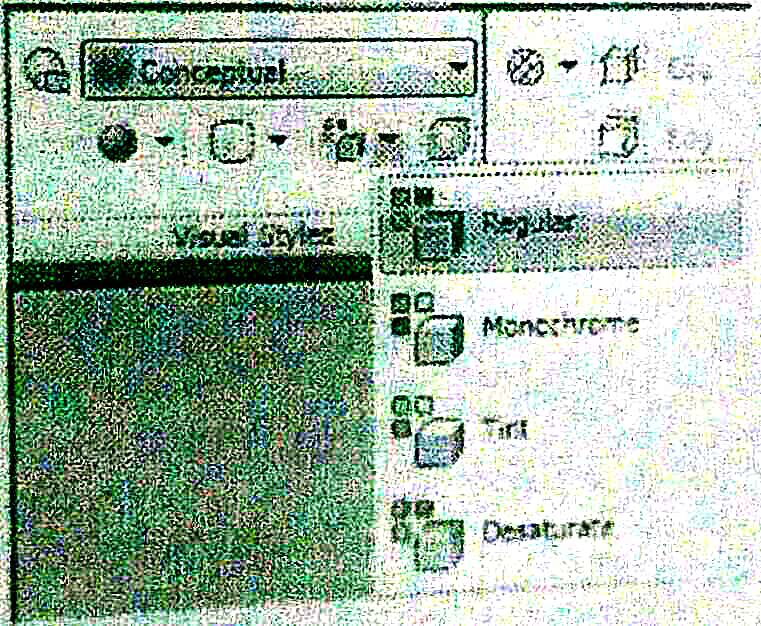 Conceptual
Visual Styles
Regular
Monochrome
Tint
Desaturate